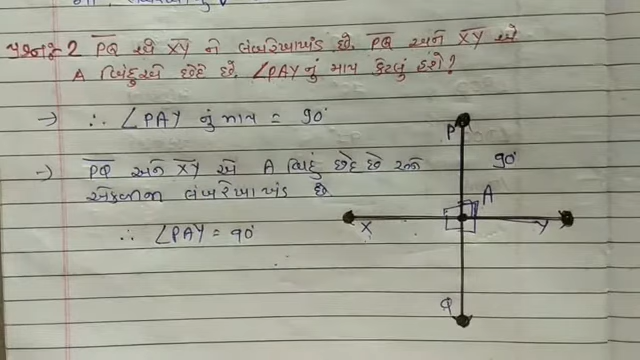 પ્રશ્ન 2 PQ એ XY નો લંબરેખાખંડ છે. PQ અને XY એ
A બિંદુએ છેદે છે. ∠PAY નું માપ કેટલું હશે?
→ ∴ ∠PAY નું માપ = 90°
→ PQ અને XY એ A બિંદુ છેદે છે અને
એકબીજાના લંબરેખાખંડ છે
∴ ∠PAY = 90°
P
90°
A
X
Y
Q